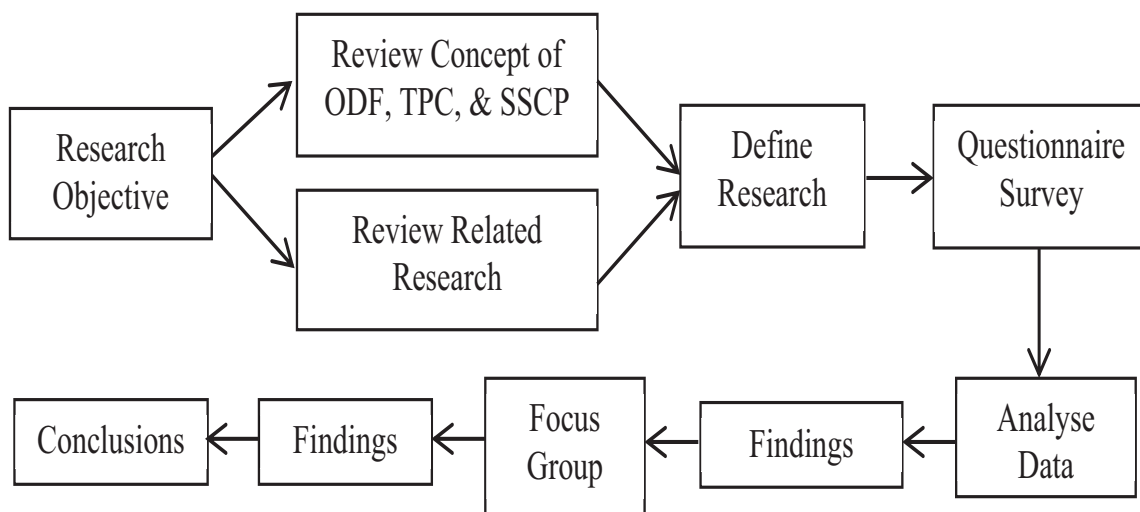 Research
Objective
Review Concept of
ODF, TPC, & SSCP
Review Related
Research
Define
Research
Questionnaire
Survey
Analyse
Data
Findings
Focus
Group
Findings
Conclusions